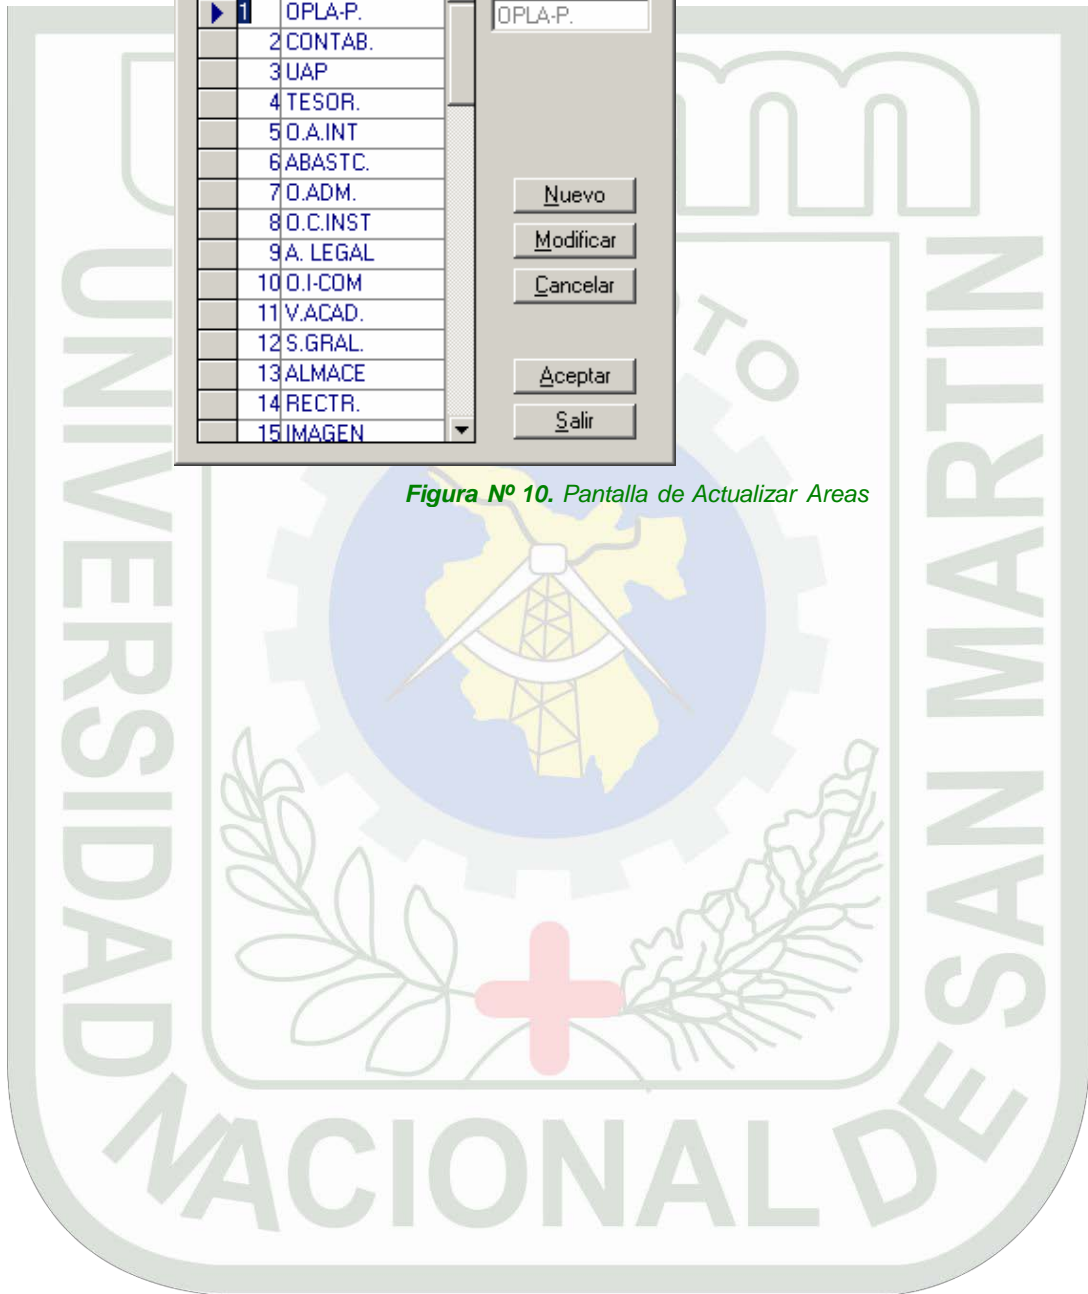 1 OPLA-P.
OPLA-P.
2 CONTAB.
3 UAP
4 TESOR.
5 O.A.INT
6 ABASTC.
7 O.ADM.
8 O.C.INST
9 A. LEGAL
10 O.I-COM
11 V.ACAD.
12 S.GRAL.
13 ALMACE
14 RECTR.
15 IMAGEN
Nuevo
Modificar
Cancelar
Aceptar
Salir
Figura Nº 10. Pantalla de Actualizar Areas
UNIVERSIDAD
NACIONAL DE
SAN MARTIN